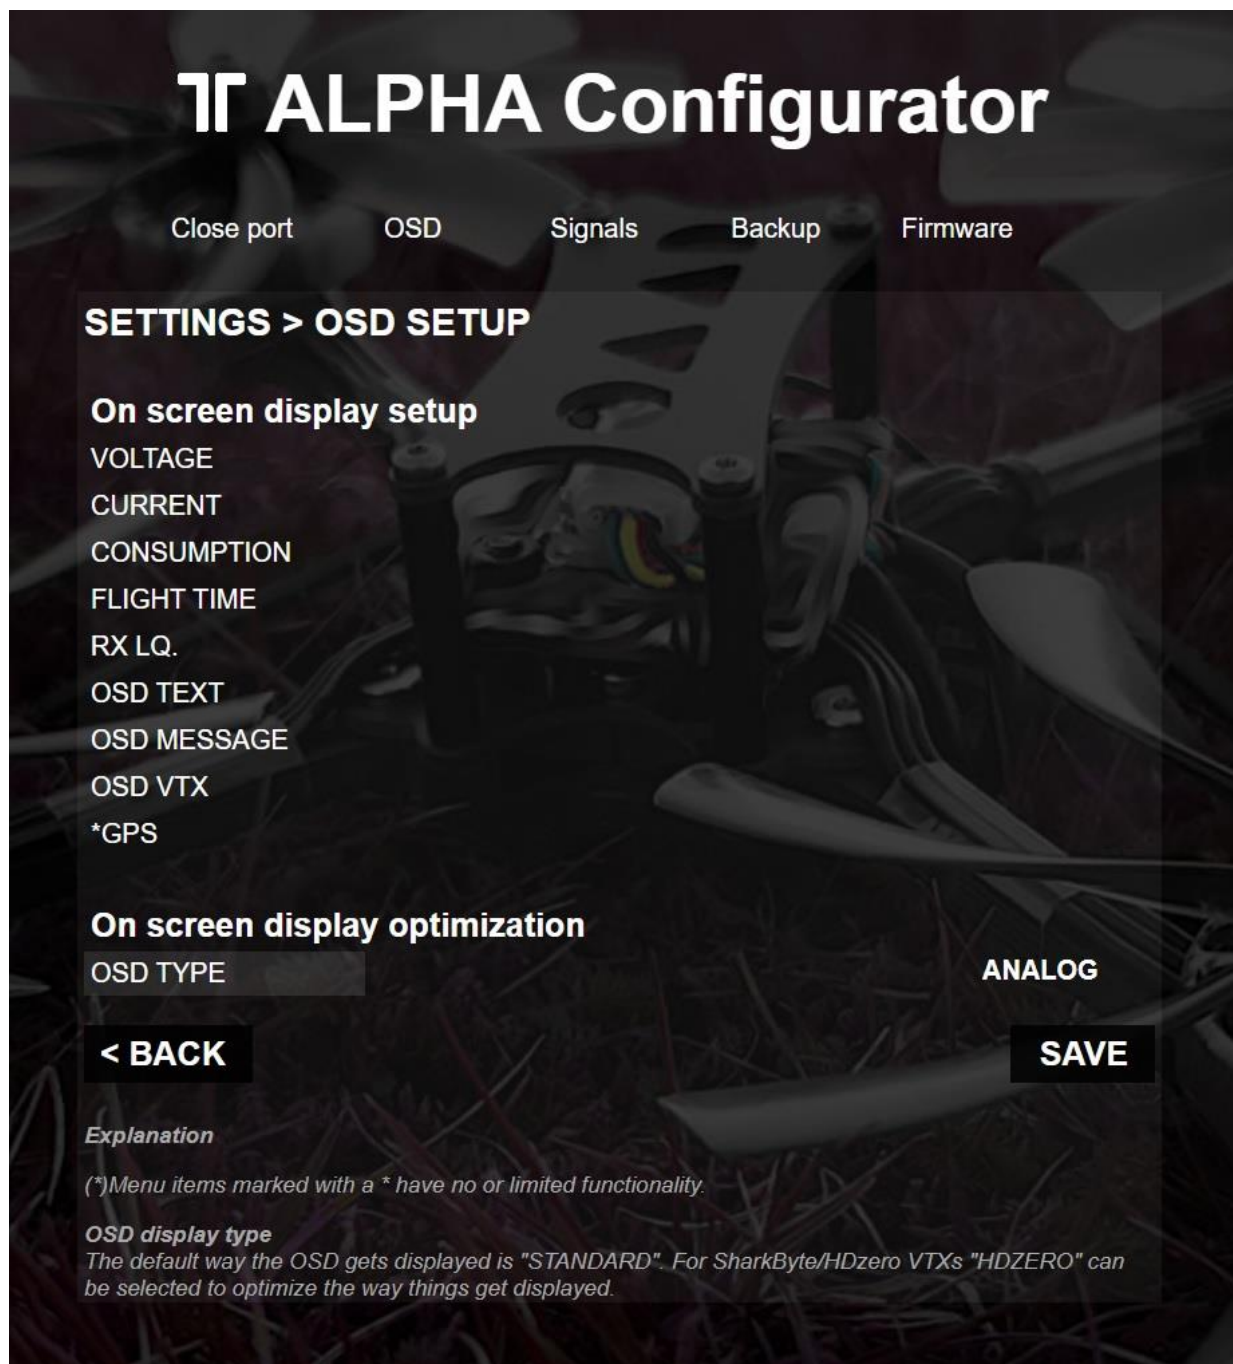 ALPHA Configurator
Close port OSD Signals Backup Firmware
SETTINGS > OSD SETUP
On screen display setup
VOLTAGE
CURRENT
CONSUMPTION
FLIGHT TIME
RX LQ.
OSD TEXT
OSD MESSAGE
OSD VTX
*GPS
On screen display optimization
OSD TYPE ANALOG
< BACK SAVE
Explanation
(*)Menu items marked with a * have no or limited functionality.
OSD display type
The default way the OSD gets displayed is "STANDARD". For SharkByte/HDzero VTXs "HDZERO" can
be selected to optimize the way things get displayed.